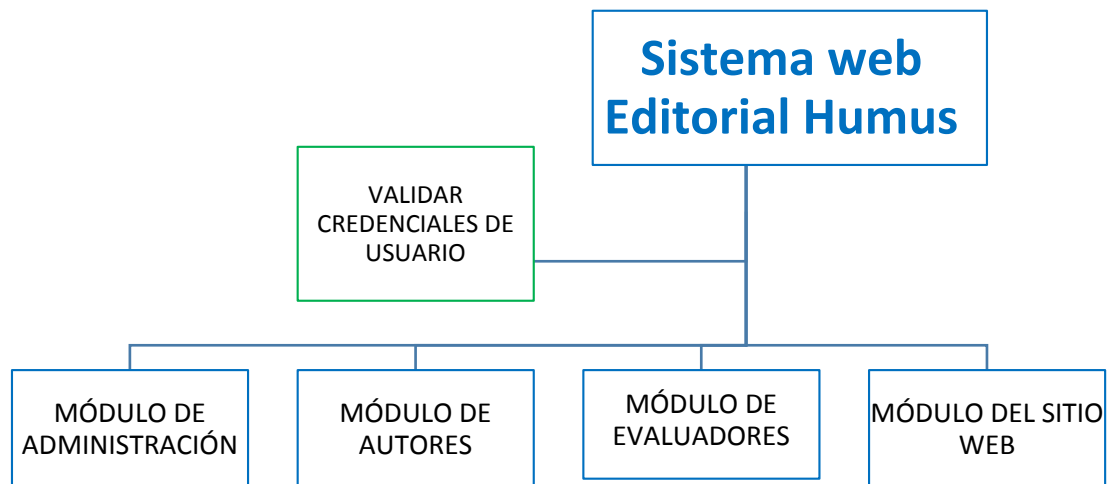 Sistema web
Editorial Humus
VALIDAR
CREDENCIALES DE
USUARIO
MÓDULO DE
ADMINISTRACIÓN
MÓDULO DE
AUTORES
MÓDULO DE
EVALUADORES
MÓDULO DEL SITIO
WEB